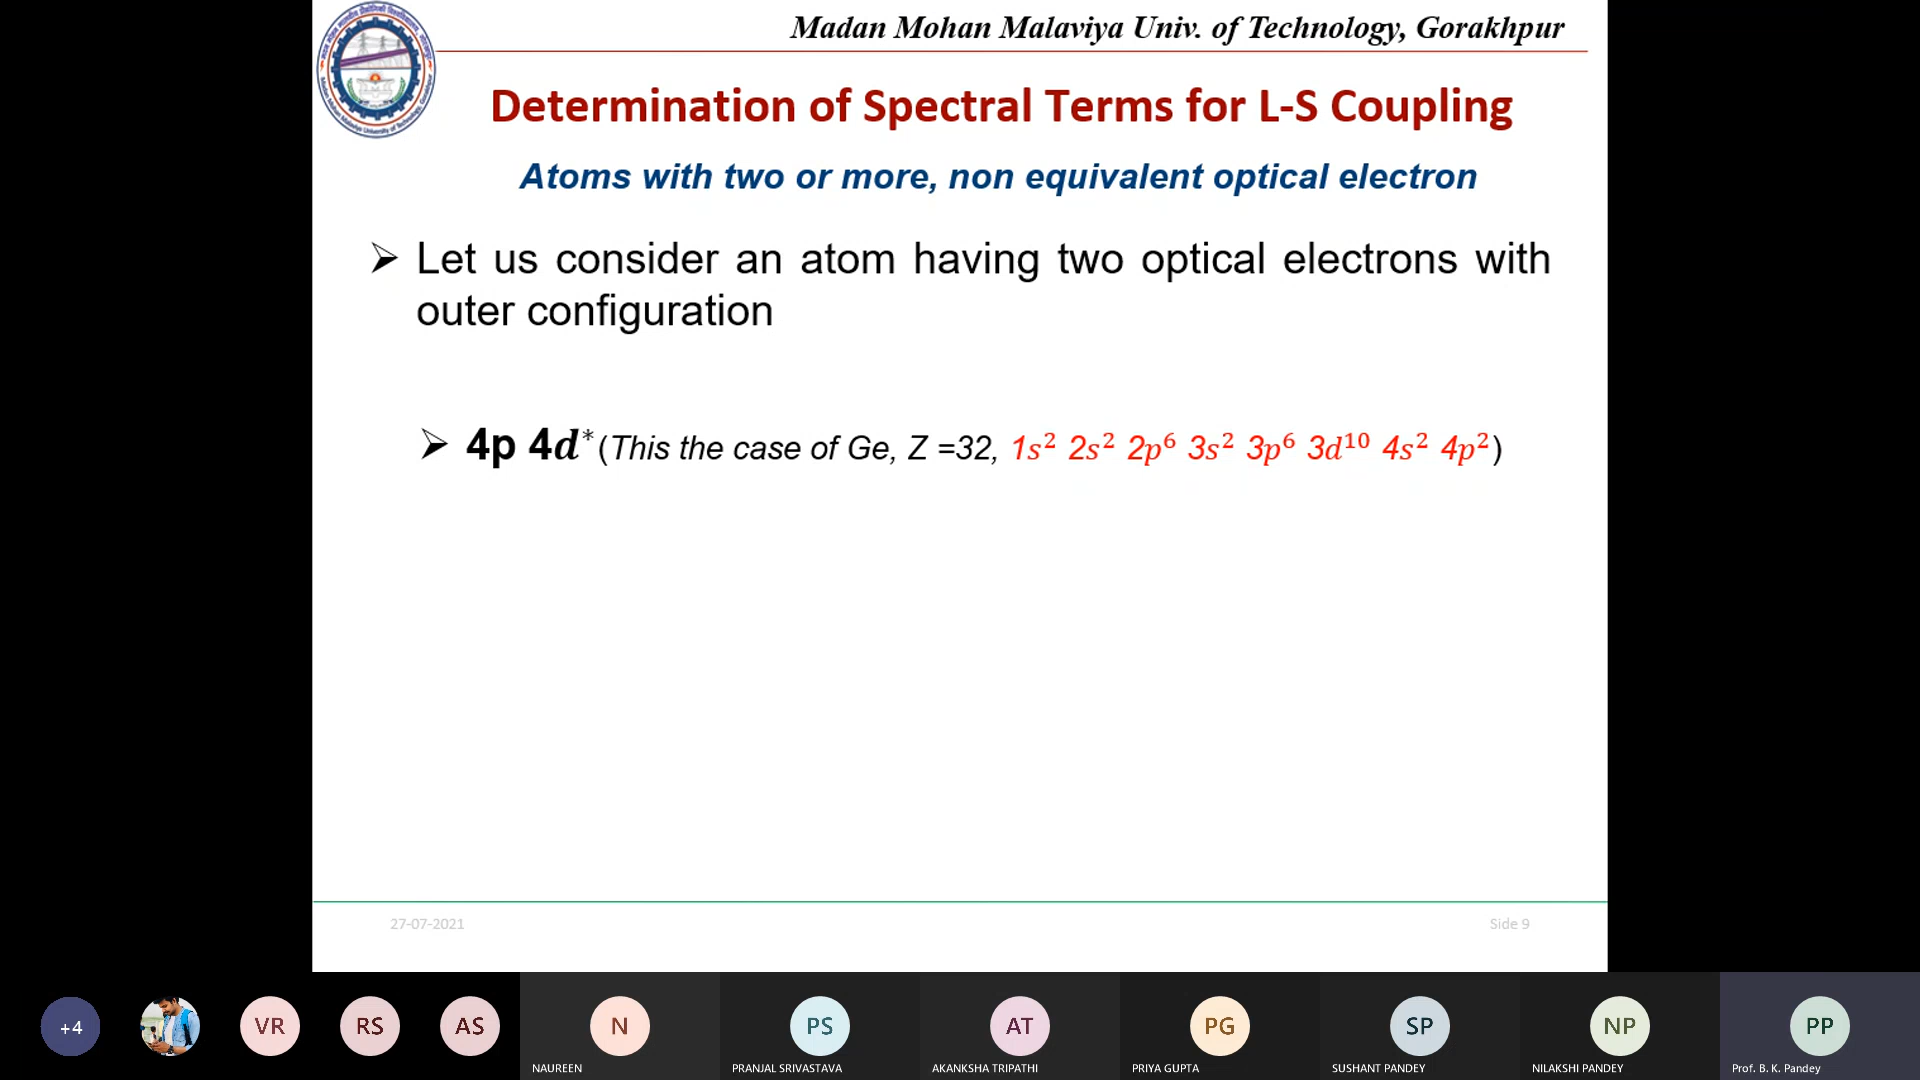 Madan Mohan Malaviya Univ. of Technology, Gorakhpur
Determination of Spectral Terms for L-S Coupling
Atoms with two or more, non equivalent optical electron
➢ Let us consider an atom having two optical electrons with
outer configuration
➢ 4p 4d* (This the case of Ge, Z =32, 1s² 2s² 2p⁶ 3s² 3p⁶ 3d¹⁰ 4s² 4p²)
27-07-2021
Side 9
+4
VR
RS
AS
N
PS
AT
PG
SP
NP
PP
NAUREEN
PRANJAL SRIVASTAVA
AKANKSHA TRIPATHI
PRIYA GUPTA
SUSHANT PANDEY
NILAKSHI PANDEY
Prof. B. K. Pandey